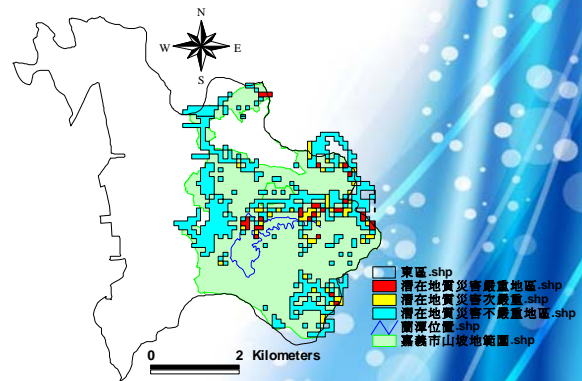 N
W E
S
東區.shp
潛在地質災害嚴重地區.shp
潛在地質災害次嚴重.shp
潛在地質災害不嚴重地區.shp
蘭潭位置.shp
嘉義市山坡地範圍.shp
0 2 Kilometers